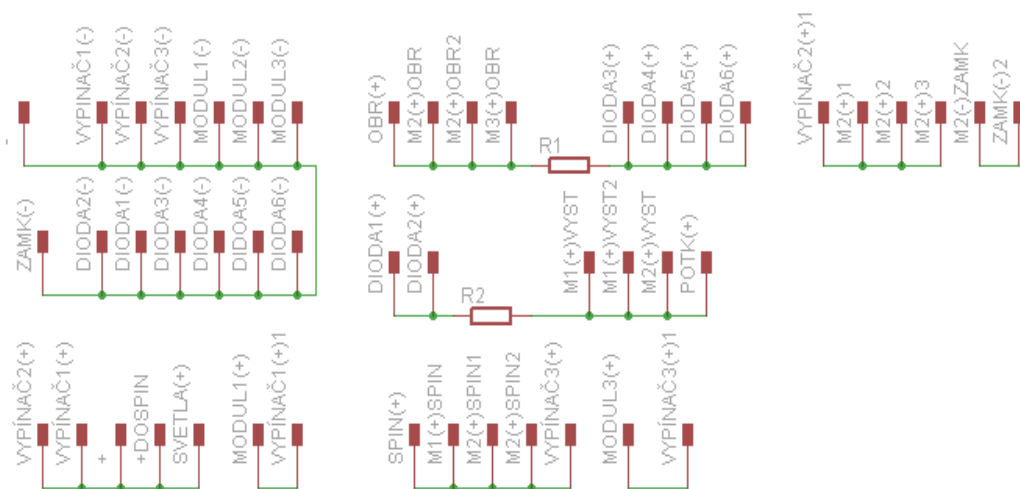 -
VYPÍNAČ1(-)
VYPÍNAČ2(-)
VYPÍNAČ3(-)
MODUL1(-)
MODUL2(-)
MODUL3(-)
OBR(+)
M2(+)OBR
M2(+)OBR2
M3(+)OBR
R1
DIODA3(+)
DIODA4(+)
DIODA5(+)
DIODA6(+)
VYPÍNAČ2(+)1
M2(+)1
M2(+)2
M2(+)3
M2(-)ZAMK
ZAMK(-)2
ZAMK(-)
DIODA2(-)
DIODA1(-)
DIODA3(-)
DIODA4(-)
DIDOA5(-)
DIODA6(-)
DIODA1(+)
DIODA2(+)
R2
M1(+)VYST
M1(+)VYST2
M2(+)VYST
POTK(+)
VYPÍNAČ2(+)
VYPÍNAČ1(+)
+
+DOSPIN
SVETLA(+)
MODUL1(+)
VYPÍNAČ1(+)1
SPIN(+)
M1(+)SPIN
M2(+)SPIN1
M2(+)SPIN2
VYPÍNAČ3(+)
MODUL3(+)
VYPÍNAČ3(+)1